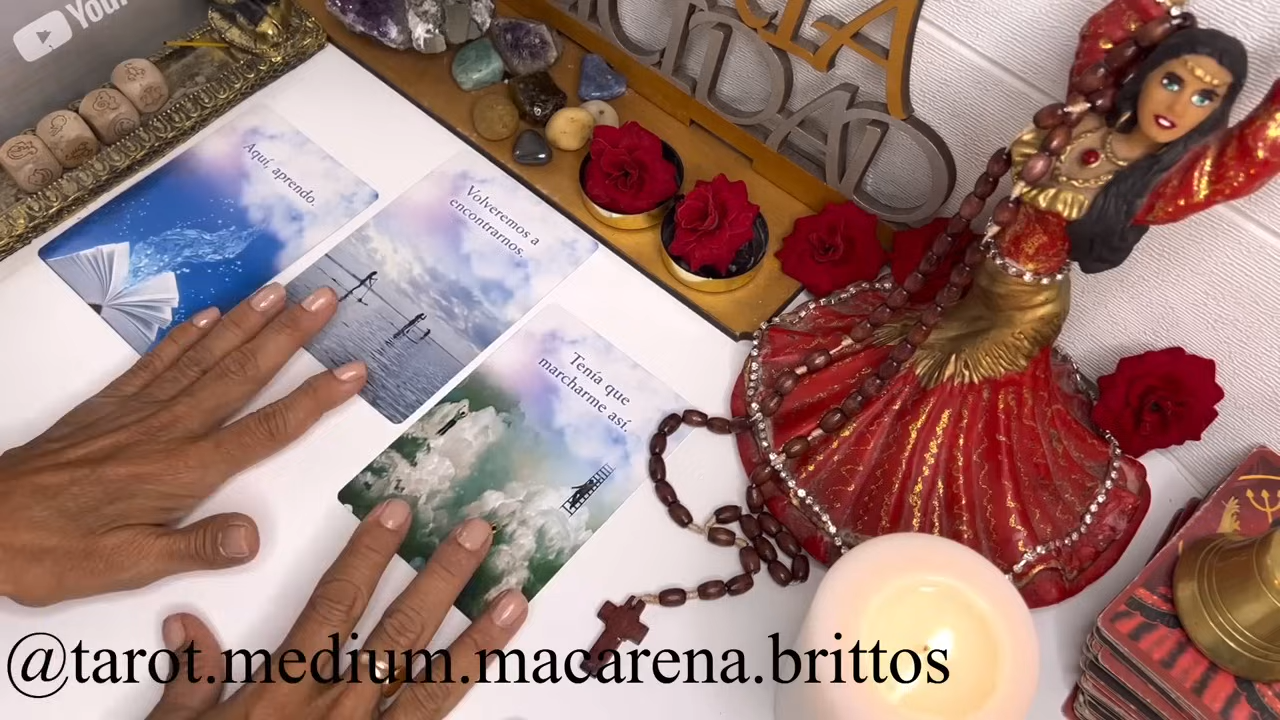 Aquí, aprendo.
Volveremos a
encontrarnos.
Tenía que
marcharme así.
@tarot.medium.macarena.brittos